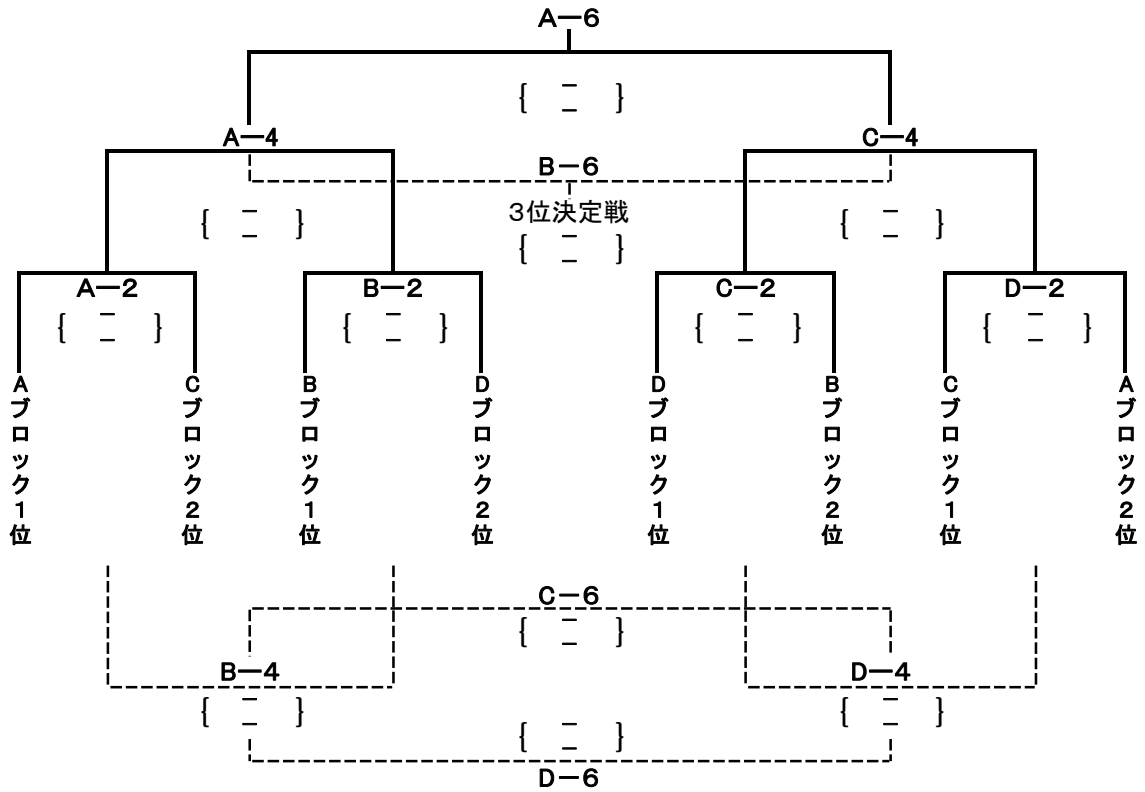 A―6
{ ― ― }
A―4
C―4
B―6
3位決定戦
{ ― ― }
{ ― ― }
{ ― ― }
A―2
B―2
C―2
D―2
{ ― ― }
{ ― ― }
{ ― ― }
{ ― ― }
Aブロック1位
Cブロック2位
Bブロック1位
Dブロック2位
Dブロック1位
Bブロック2位
Cブロック1位
Aブロック2位
C―6
{ ― ― }
B―4
D―4
{ ― ― }
{ ― ― }
{ ― ― }
D―6